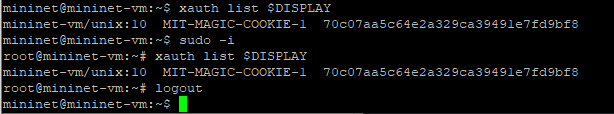 mininet@mininet-vm:~$ xauth list $DISPLAY
mininet-vm/unix:10  MIT-MAGIC-COOKIE-1  70c07aa5c64e2a329ca39491e7fd9bf8
mininet@mininet-vm:~$ sudo -i
root@mininet-vm:~# xauth list $DISPLAY
mininet-vm/unix:10  MIT-MAGIC-COOKIE-1  70c07aa5c64e2a329ca39491e7fd9bf8
root@mininet-vm:~# logout
mininet@mininet-vm:~$